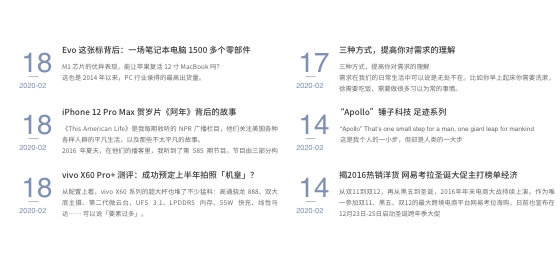 18
2020-02
Evo 这张标背后：一场笔记本电脑 1500 多个零部件
M1 芯片的优秤表现，能让苹果复活 12 寸 MacBook 吗？
这也是 2014 年以来，PC 行业录得的最高出货量。
18
2020-02
iPhone 12 Pro Max 贺岁片《阿年》背后的故事
《This American Life》是我每期收听的 NPR 广播栏目，他们关注美国各种
各样人群的平凡生活，以及那些不太平凡的故事。
2016 年夏天，在他们的播客里，我听到了第 585 期节目。节目由三部分构
18
2020-02
vivo X60 Pro+ 测评：成功预定上半年拍照「机皇」？
从配置上看，vivo X60 系列的超大杯也堆了不少猛料：高通骁龙 888、双大
底主摄、第二代微云台、UFS 3.1、LPDDR5 内存、55W 快充、线性马
达…… 可以说「要素过多」。
17
2020-02
三种方式，提高你对需求的理解
三种方式，提高你对需求的理解
需求在我们的日常生活中可以说是无处不在。比如你早上起床你需要洗漱，
你需要吃饭，需要做很多习以为常的事情。
14
2020-02
“Apollo”锤子科技 足迹系列
“Apollo” That's one small step for a man, one giant leap for mankind
这是我个人的一小步，但却是人类的一大步
14
2020-02
揭2016热销洋货 网易考拉圣诞大促主打榜单经济
从双11到双12，再从黑五到圣诞，2016年年末电商大战持续上演，作为唯
一参加双11、黑五、双12的最大跨境电商平台网易考拉海购，日前也宣布在
12月23日-25日启动圣诞跨年季大促